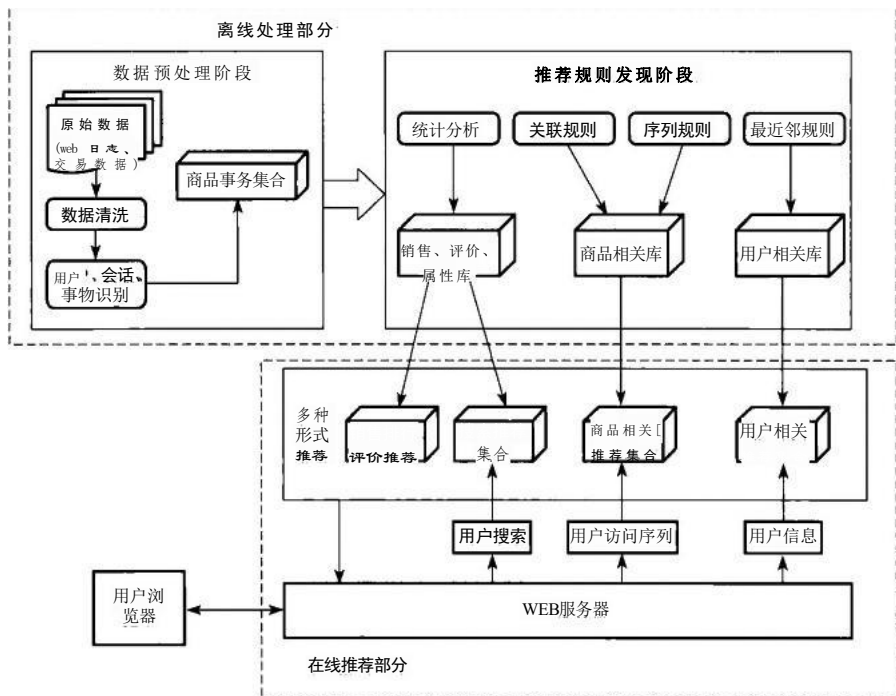 离线处理部分
数据预处理阶段
原始数据
(web 日志、
交易数据)
数据清洗
用户、会话、
事物识别
商品事务集合
推荐规则发现阶段
统计分析
关联规则
序列规则
最近邻规则
销售、评价、
属性库
商品相关库
用户相关库
多种
形式
推荐
评价推荐
集合
商品相关[
推荐集合
用户相关
用户搜索
用户访问序列
用户信息
用户浏
览器
WEB服务器
在线推荐部分